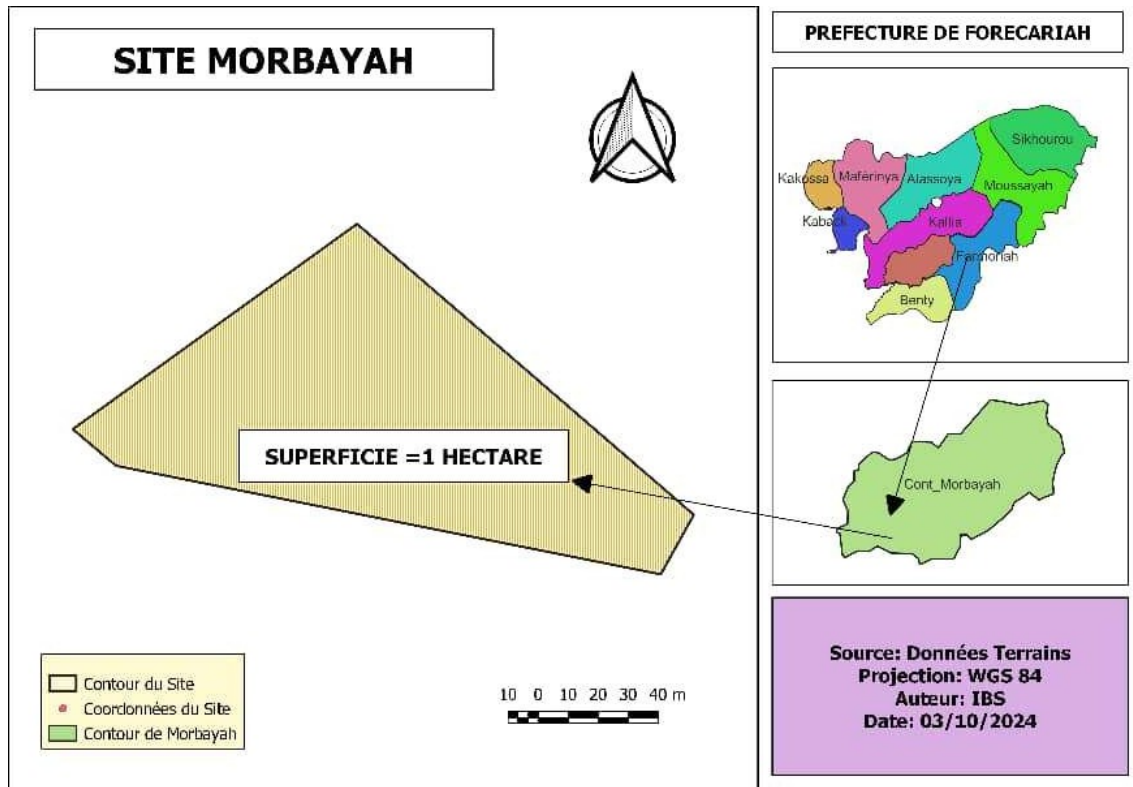 SITE MORBAYAH
SUPERFICIE =1 HECTARE
Contour du Site
Coordonnées du Site
Contour de Morbayah
10 0 10 20 30 40 m
PREFECTURE DE FORECARIAH
Sikhourou
Kakossa
Maférinya
Alassoya
Moussayah
Kaback
Kallia
Farmoriah
Benty
Cont_Morbayah
Source: Données Terrains
Projection: WGS 84
Auteur: IBS
Date: 03/10/2024